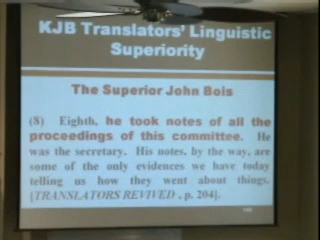 KJB Translators' Linguistic
Superiority
The Superior John Bois
(8) Eighth, he took notes of all the
proceedings of this committee. He
was the secretary. His notes, by the way, are
some of the only evidences we have today
telling us how they went about things.
[TRANSLATORS REVIVED , p. 204].